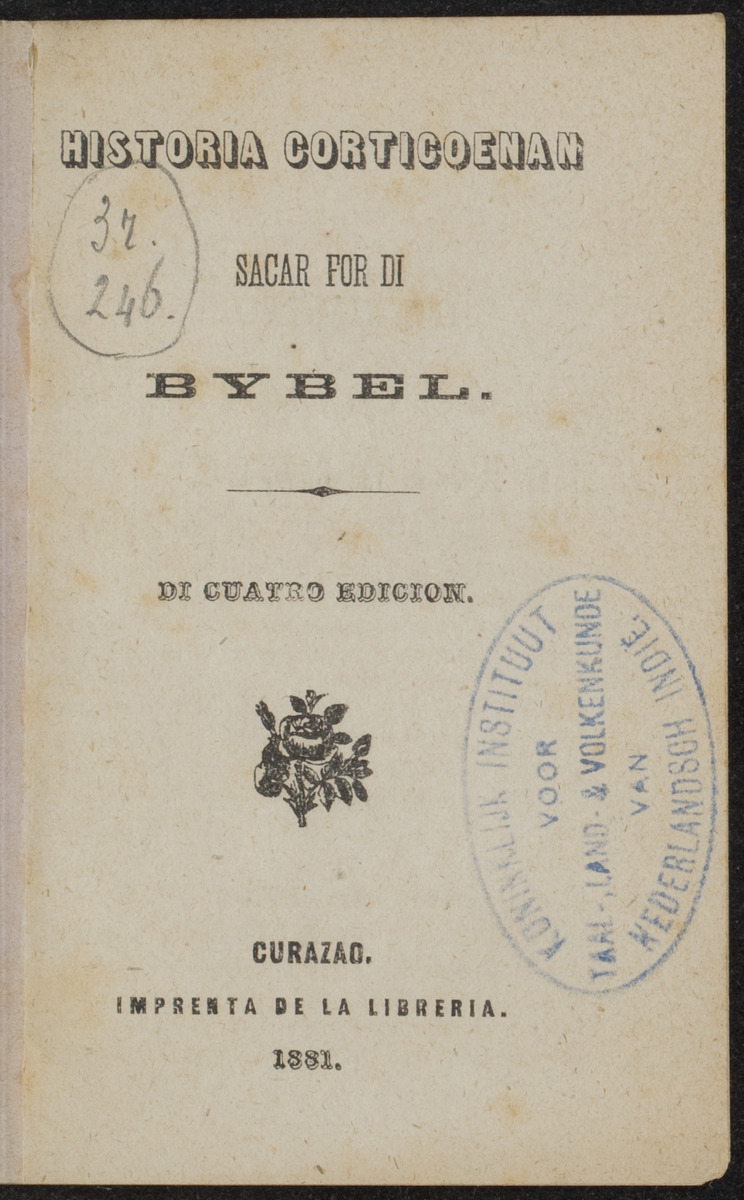 HISTORIA CORTICOENAN
37.
246.
SACAR FOR DI
BYBEL.
DI CUATRO EDICION.
KONINKLIJK INSTITUUT
VOOR
TAAL-, LAND- & VOLKENKUNDE
VAN
NEDERLANDSCH INDIË.
CURAZAO.
IMPRENTA DE LA LIBRERIA.
1881.